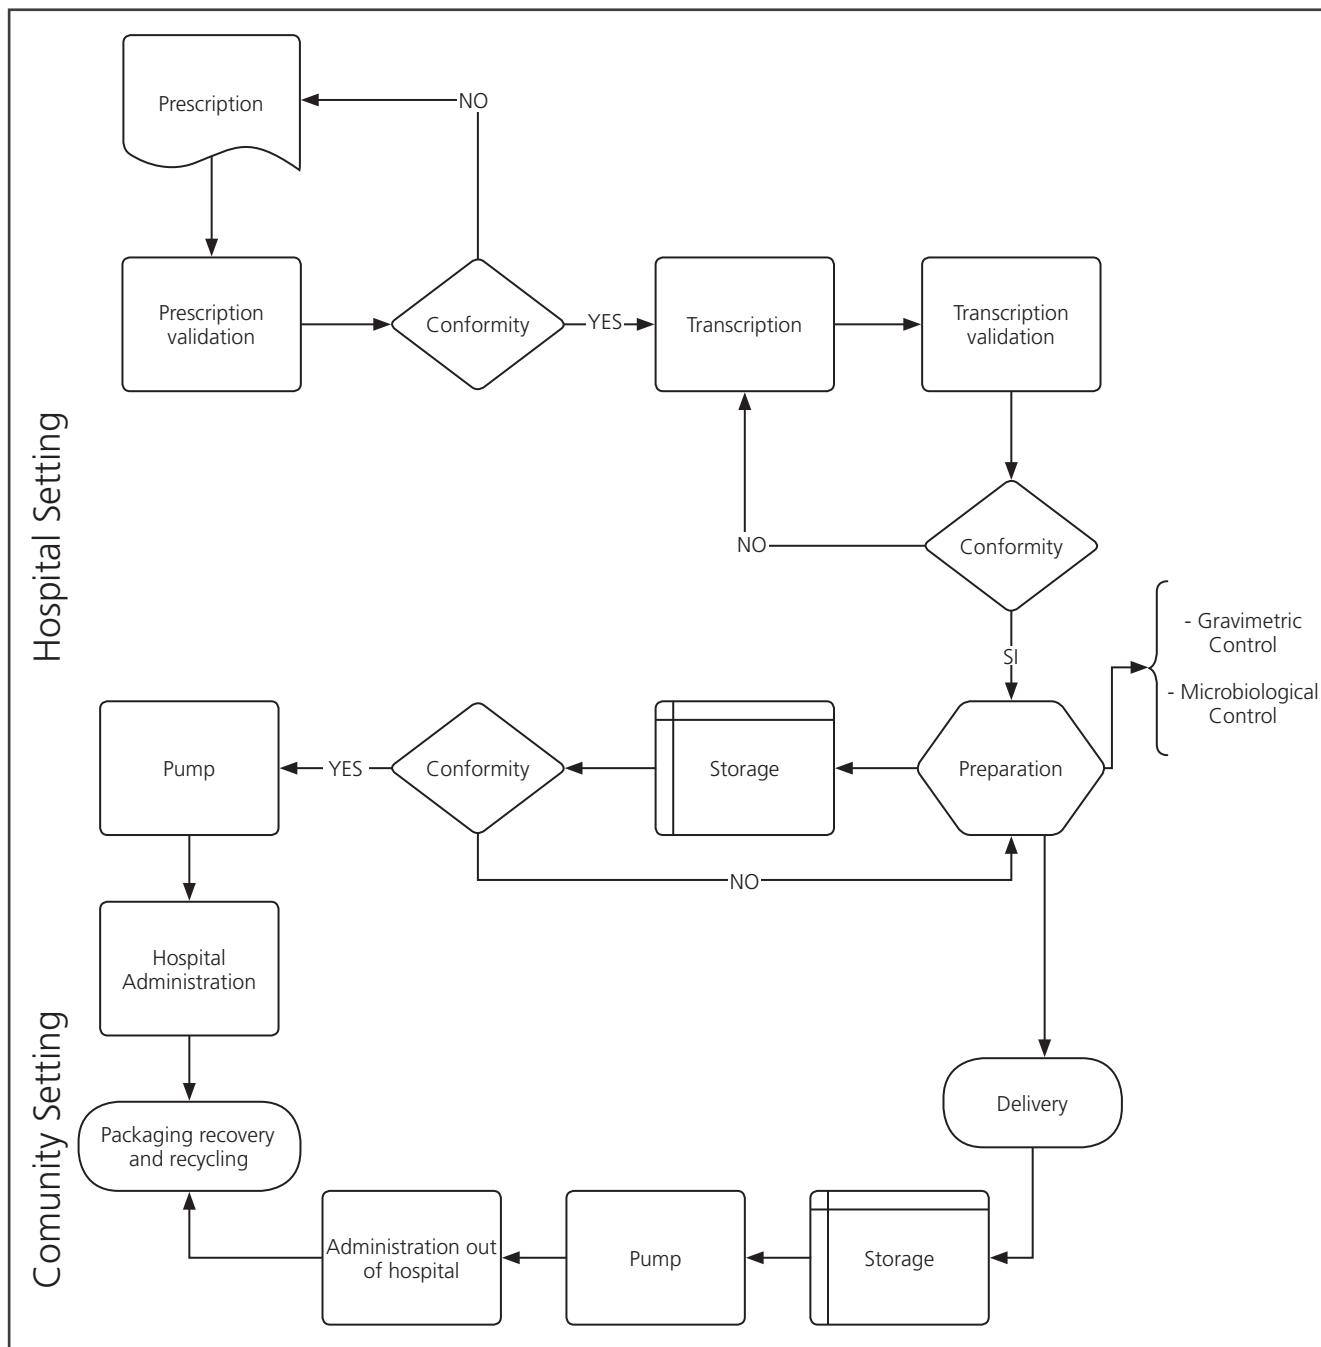 Hospital Setting
Prescription
NO
Prescription
validation
Conformity
YES
Transcription
Transcription
validation
NO
Conformity
SI
- Gravimetric
Control
- Microbiological
Control
Pump
YES
Conformity
Storage
Preparation
NO
Hospital
Administration
Comunity Setting
Delivery
Packaging recovery
and recycling
Administration out
of hospital
Pump
Storage